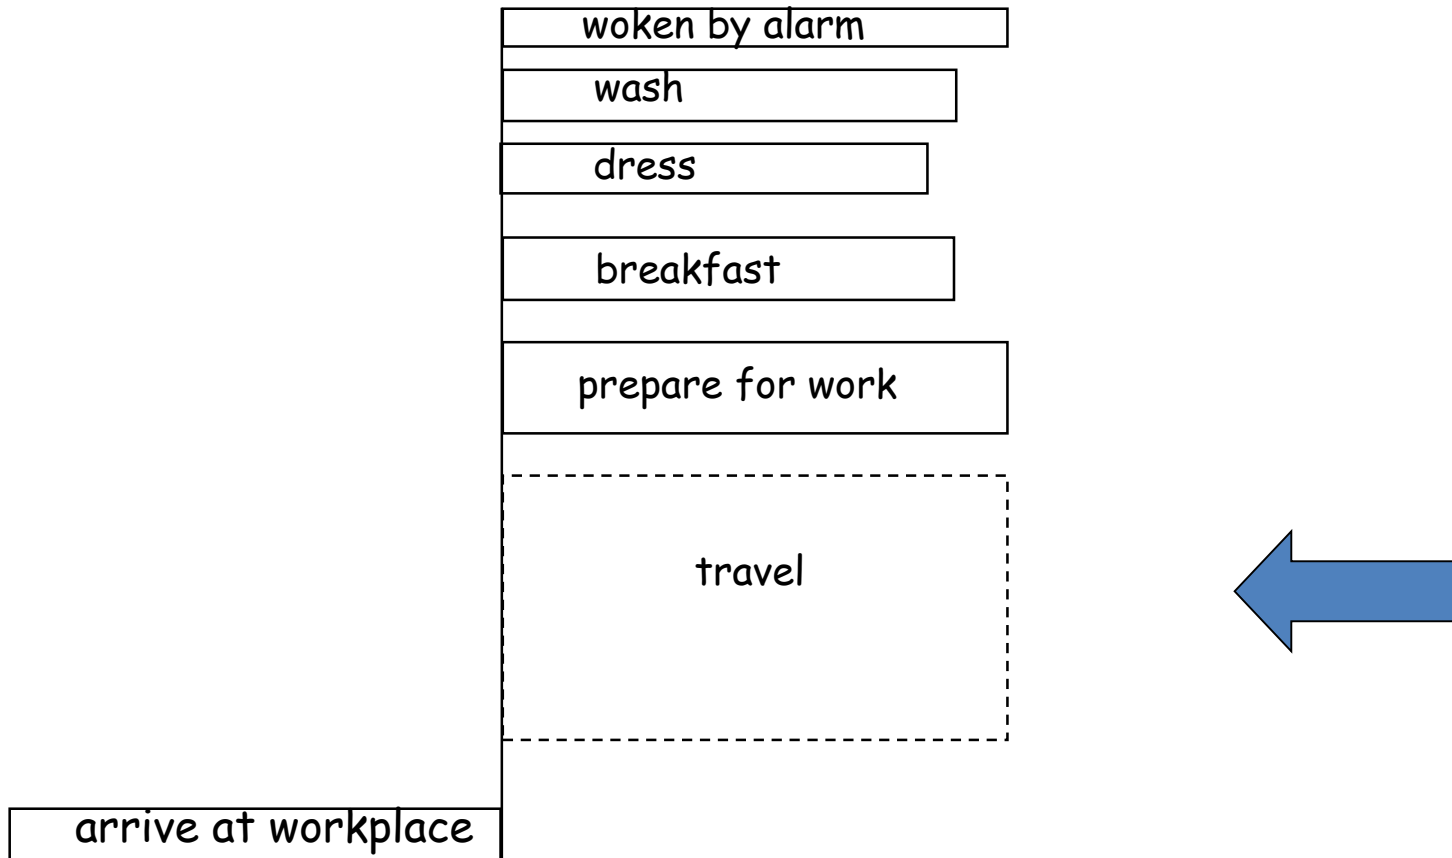 woken by alarm
wash
dress
breakfast
prepare for work
travel
arrive at workplace